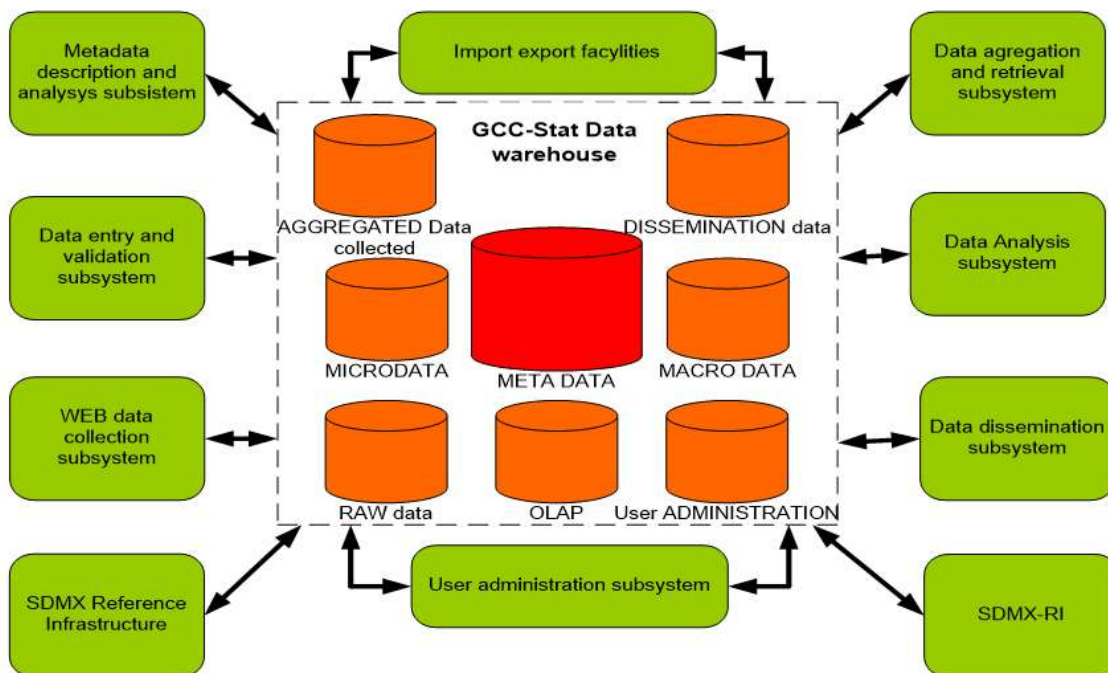 Metadada
description and
analysys subsistem
Import export facylities
Data agregation
and retrieval
subsystem
GCC-Stat Data
warehouse
AGGREGATED Data
collected
DISSEMINATION data
Data entry and
validation
subsystem
Data Analysis
subsystem
MICRODATA
META DATA
MACRO DATA
WEB data
collection
subsystem
Data dissemination
subsystem
RAW data
OLAP
User ADMINISTRATION
SDMX Reference
Infrastructure
User administration subsystem
SDMX-RI